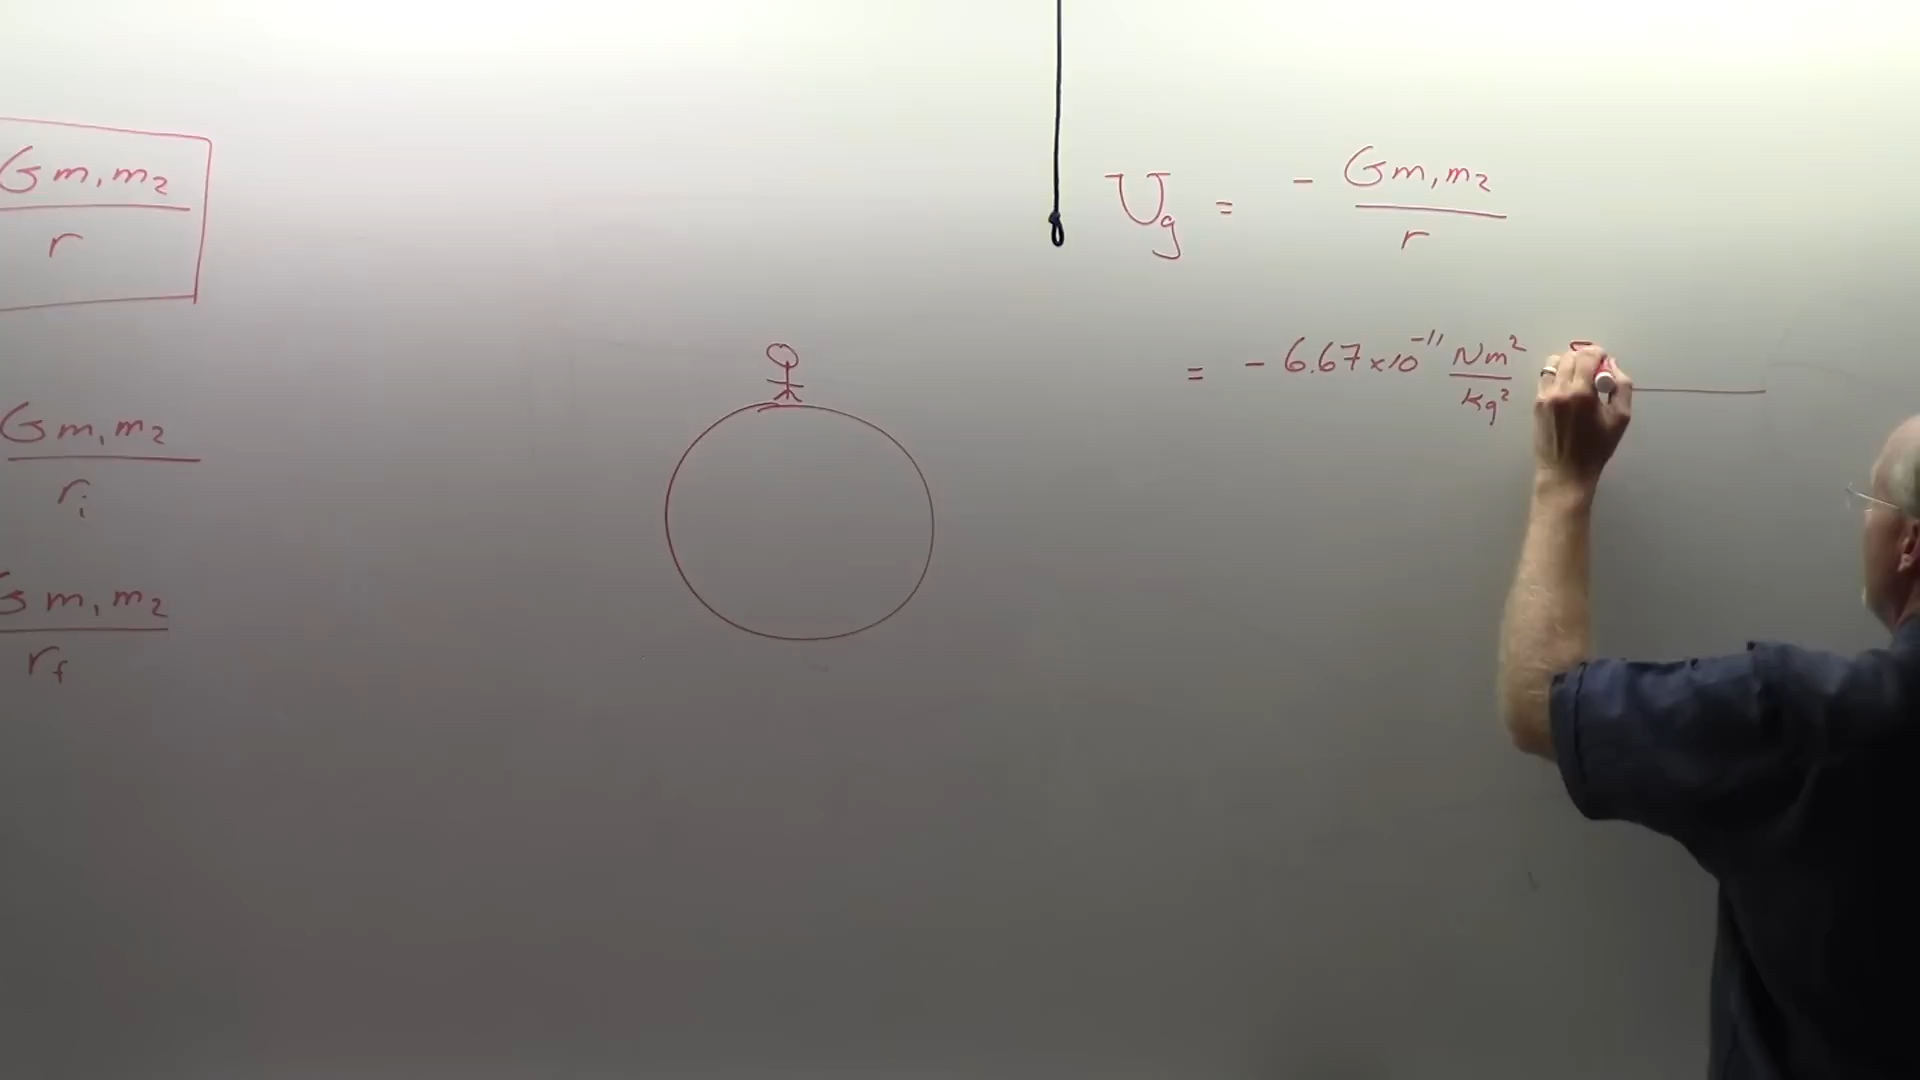 Gm₁m₂
r
Gm₁m₂
rᵢ
Gm₁m₂
r_f
U_g = - Gm₁m₂
r
= - 6.67 x 10⁻¹¹ Nm²
kg²